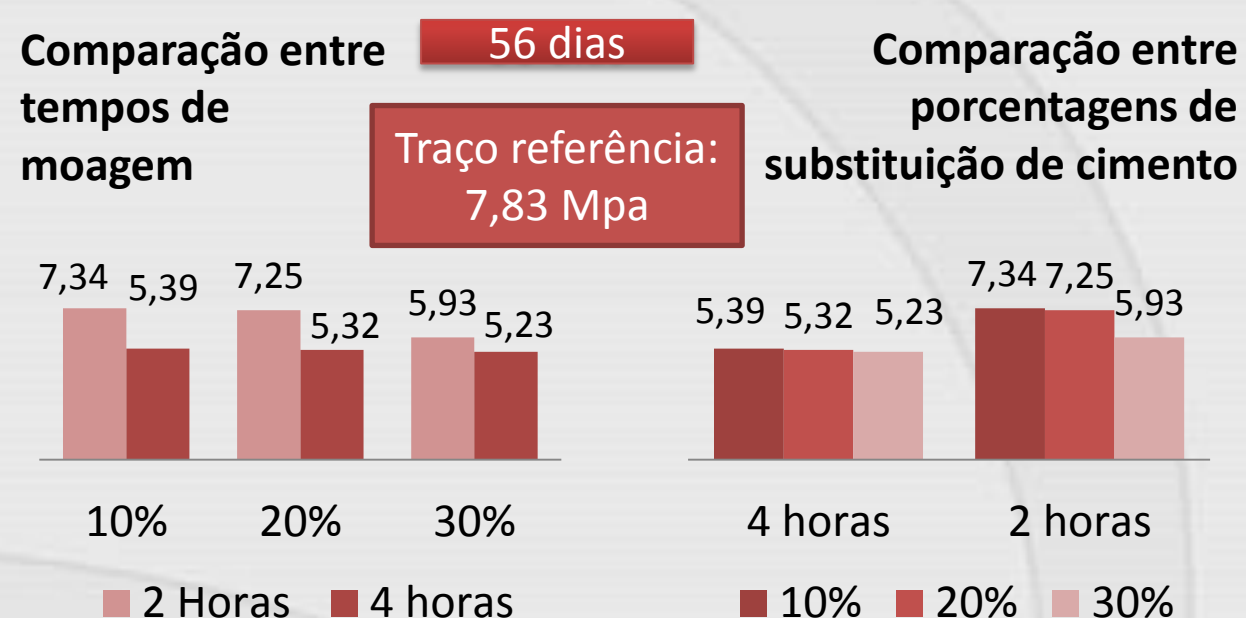 Comparação entre
tempos de
moagem
56 dias
Traço referência:
7,83 Mpa
Comparação entre
porcentagens de
substituição de cimento
7,34 5,39 7,25 5,32 5,93 5,23
10% 20% 30%
2 Horas 4 horas
5,39 5,32 5,23 7,34 7,25 5,93
4 horas 2 horas
10% 20% 30%